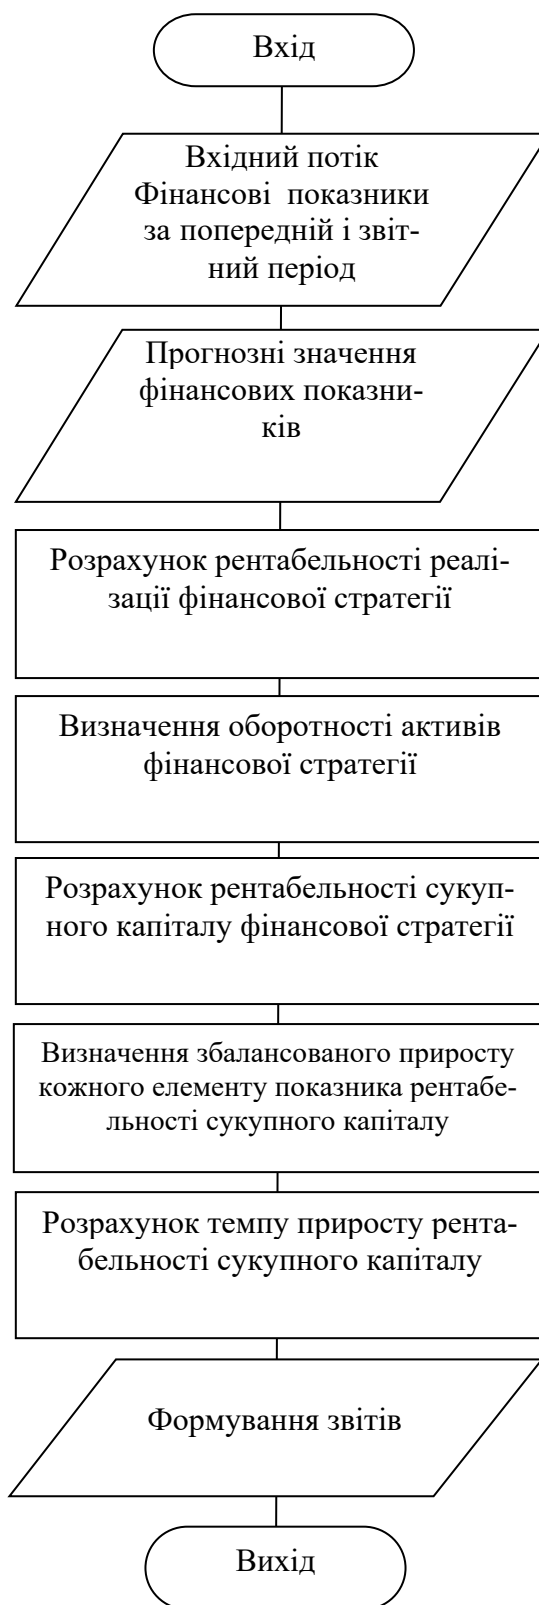 Вхід
Вхідний потік
Фінансові показники
за попередній і звіт-
ний період
Прогнозні значення
фінансових показни-
ків
Розрахунок рентабельності реалі-
зації фінансової стратегії
Визначення оборотності активів
фінансової стратегії
Розрахунок рентабельності сукуп-
ного капіталу фінансової стратегії
Визначення збалансованого приросту
кожного елементу показника рентабе-
льності сукупного капіталу
Розрахунок темпу приросту рента-
бельності сукупного капіталу
Формування звітів
Вихід